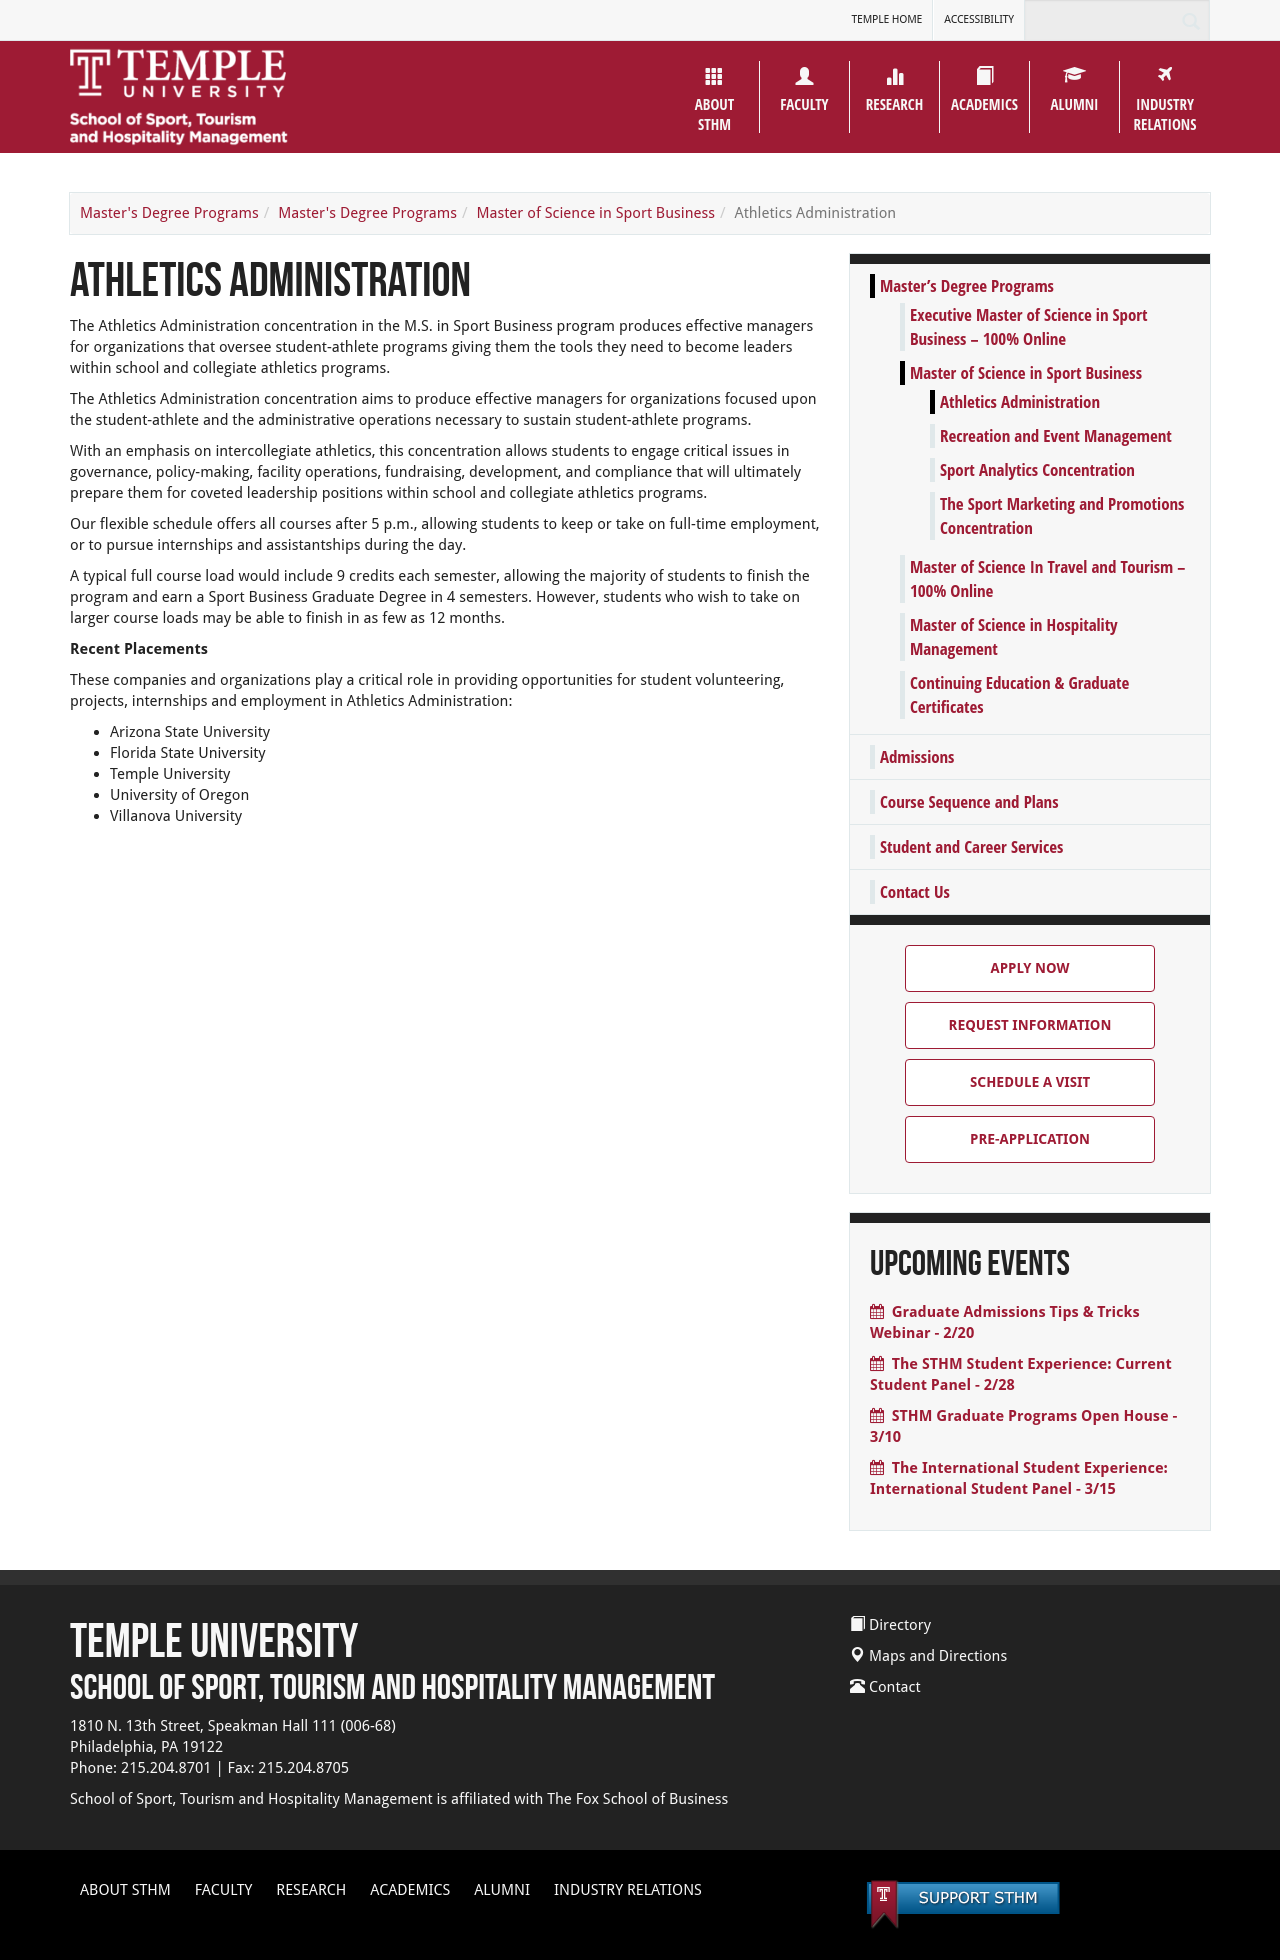 TEMPLE HOME
ACCESSIBILITY
TEMPLE
UNIVERSITY
School of Sport, Tourism
and Hospitality Management
ABOUT
STHM
FACULTY
RESEARCH
ACADEMICS
ALUMNI
INDUSTRY
RELATIONS
Master's Degree Programs / Master's Degree Programs / Master of Science in Sport Business / Athletics Administration
ATHLETICS ADMINISTRATION
The Athletics Administration concentration in the M.S. in Sport Business program produces effective managers
for organizations that oversee student-athlete programs giving them the tools they need to become leaders
within school and collegiate athletics programs.
The Athletics Administration concentration aims to produce effective managers for organizations focused upon
the student-athlete and the administrative operations necessary to sustain student-athlete programs.
With an emphasis on intercollegiate athletics, this concentration allows students to engage critical issues in
governance, policy-making, facility operations, fundraising, development, and compliance that will ultimately
prepare them for coveted leadership positions within school and collegiate athletics programs.
Our flexible schedule offers all courses after 5 p.m., allowing students to keep or take on full-time employment,
or to pursue internships and assistantships during the day.
A typical full course load would include 9 credits each semester, allowing the majority of students to finish the
program and earn a Sport Business Graduate Degree in 4 semesters. However, students who wish to take on
larger course loads may be able to finish in as few as 12 months.
Recent Placements
These companies and organizations play a critical role in providing opportunities for student volunteering,
projects, internships and employment in Athletics Administration:
• Arizona State University
• Florida State University
• Temple University
• University of Oregon
• Villanova University
Master's Degree Programs
Executive Master of Science in Sport
Business – 100% Online
Master of Science in Sport Business
Athletics Administration
Recreation and Event Management
Sport Analytics Concentration
The Sport Marketing and Promotions
Concentration
Master of Science In Travel and Tourism –
100% Online
Master of Science in Hospitality
Management
Continuing Education & Graduate
Certificates
Admissions
Course Sequence and Plans
Student and Career Services
Contact Us
APPLY NOW
REQUEST INFORMATION
SCHEDULE A VISIT
PRE-APPLICATION
UPCOMING EVENTS
Graduate Admissions Tips & Tricks
Webinar - 2/20
The STHM Student Experience: Current
Student Panel - 2/28
STHM Graduate Programs Open House -
3/10
The International Student Experience:
International Student Panel - 3/15
TEMPLE UNIVERSITY
SCHOOL OF SPORT, TOURISM AND HOSPITALITY MANAGEMENT
1810 N. 13th Street, Speakman Hall 111 (006-68)
Philadelphia, PA 19122
Phone: 215.204.8701 | Fax: 215.204.8705
School of Sport, Tourism and Hospitality Management is affiliated with The Fox School of Business
Directory
Maps and Directions
Contact
ABOUT STHM
FACULTY
RESEARCH
ACADEMICS
ALUMNI
INDUSTRY RELATIONS
SUPPORT STHM